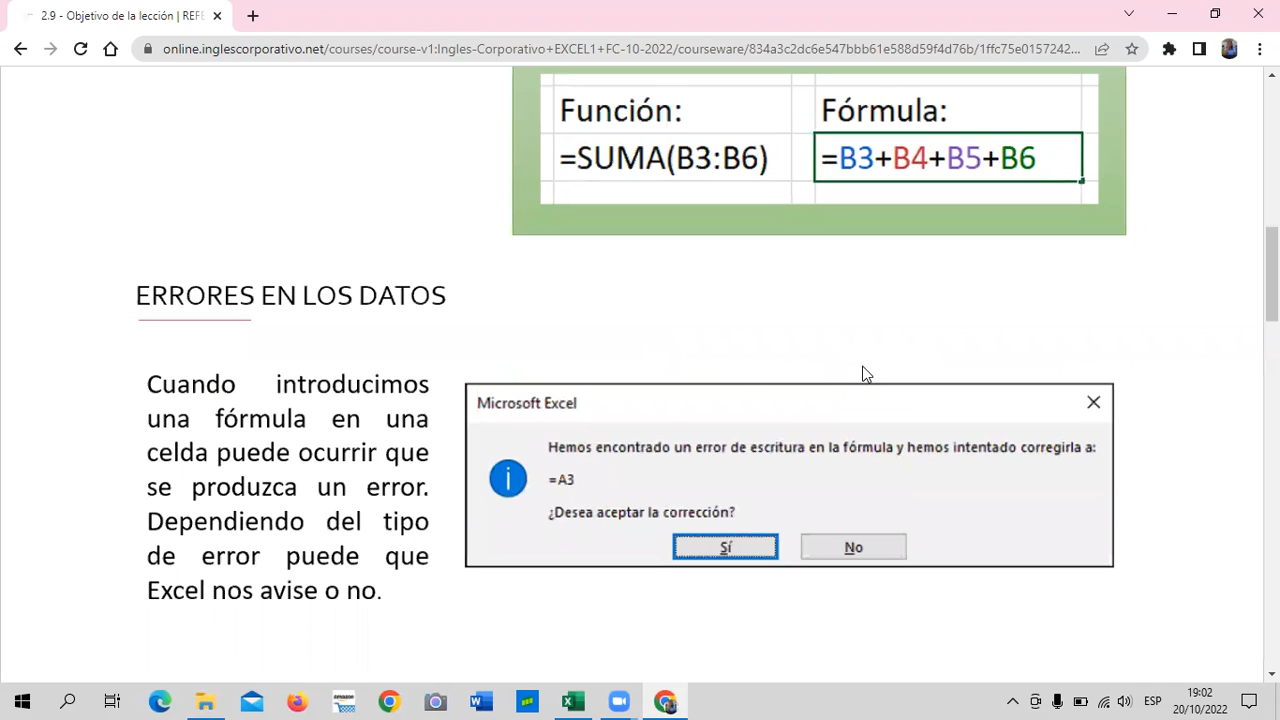 2.9 - Objetivo de la lección | REFE
online.inglescorporativo.net/courses/course-v1:Ingles-Corporativo+EXCEL1+FC-10-2022/courseware/834a3c2dc6e547bbb61e588d59f4d76b/1ffc75e0157242...
Función:
Fórmula:
=SUMA(B3:B6)
=B3+B4+B5+B6
ERRORES EN LOS DATOS
Cuando introducimos
una fórmula en una
celda puede ocurrir que
se produzca un error.
Dependiendo del tipo
de error puede que
Excel nos avise o no.
Microsoft Excel
Hemos encontrado un error de escritura en la fórmula y hemos intentado corregirla a:
=A3
¿Desea aceptar la corrección?
Sí
No
amazon
ESP
19:02
20/10/2022